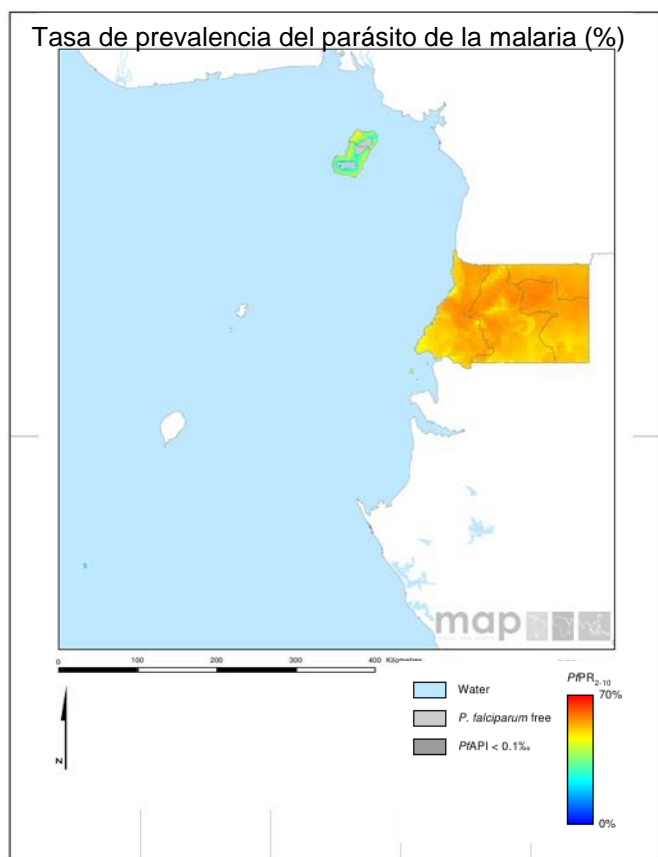 Tasa de prevalencia del parásito de la malaria (%)
map
0 100 200 300 400
Water
P. falciparum free
PfAPI < 0.1‰
PfPR2-10
70%
0%
N